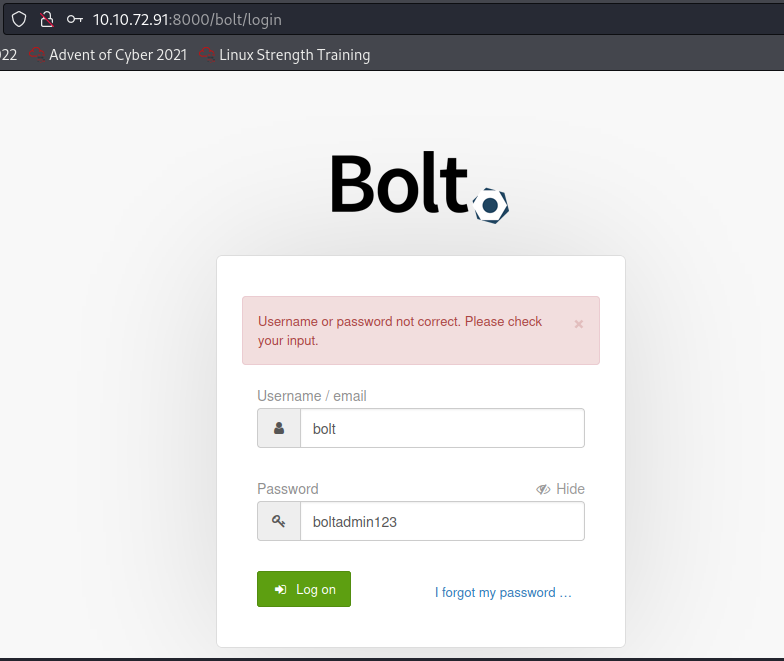 10.10.72.91:8000/bolt/login
22 Advent of Cyber 2021 Linux Strength Training
Bolt
Username or password not correct. Please check
your input.
×
Username / email
bolt
Password Hide
boltadmin123
Log on I forgot my password …